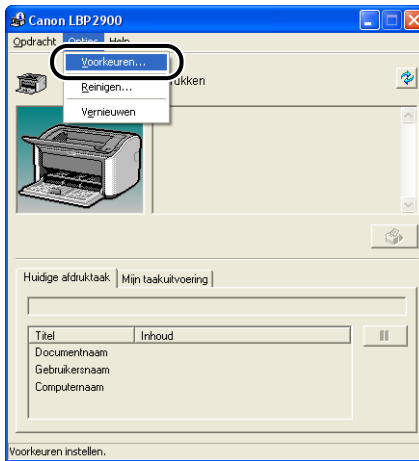 Canon LBP2900
Opdracht Opties Help
Voorkeuren...
Reinigen...
Vernieuwen
ukken
Huidige afdruktaak Mijn taakuitvoering
Titel Inhoud
Documentnaam
Gebruikersnaam
Computernaam
Voorkeuren instellen.